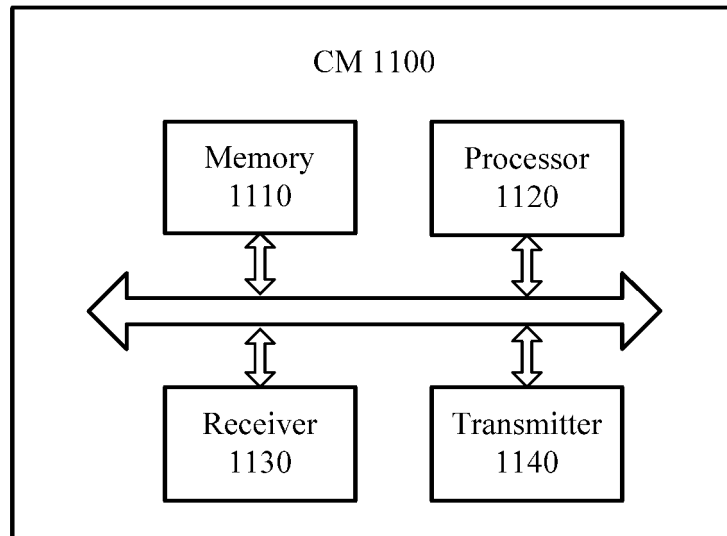 CM 1100
Memory
1110
Processor
1120
Receiver
1130
Transmitter
1140